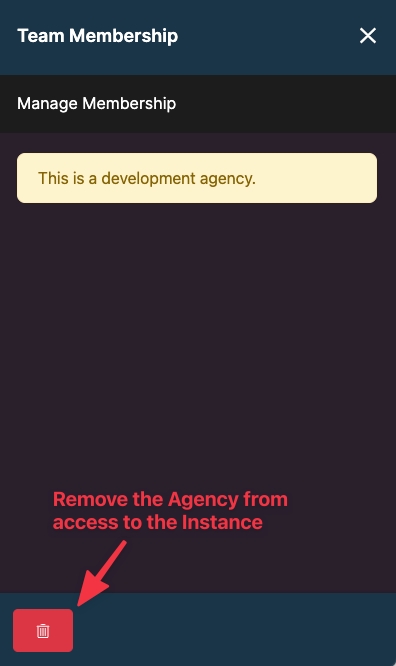 Team Membership
Manage Membership
This is a development agency.
Remove the Agency from
access to the Instance